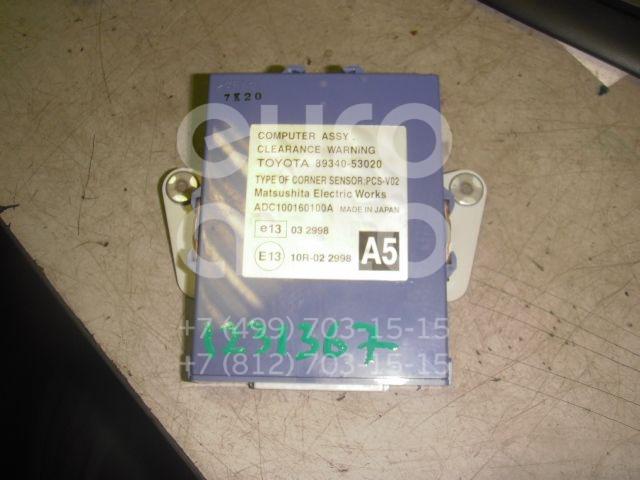 7K20
COMPUTER ASSY.
CLEARANCE WARNING
TOYOTA 89340-53020
TYPE OF CORNER SENSOR:PCS-V02
Matsushita Electric Works
ADC100160100A MADE IN JAPAN
e13 03 2998
E13 10R-02 2998 A5
euro
car
+7 (499) 703-15-15
1231367
+7 (812) 703-15-15